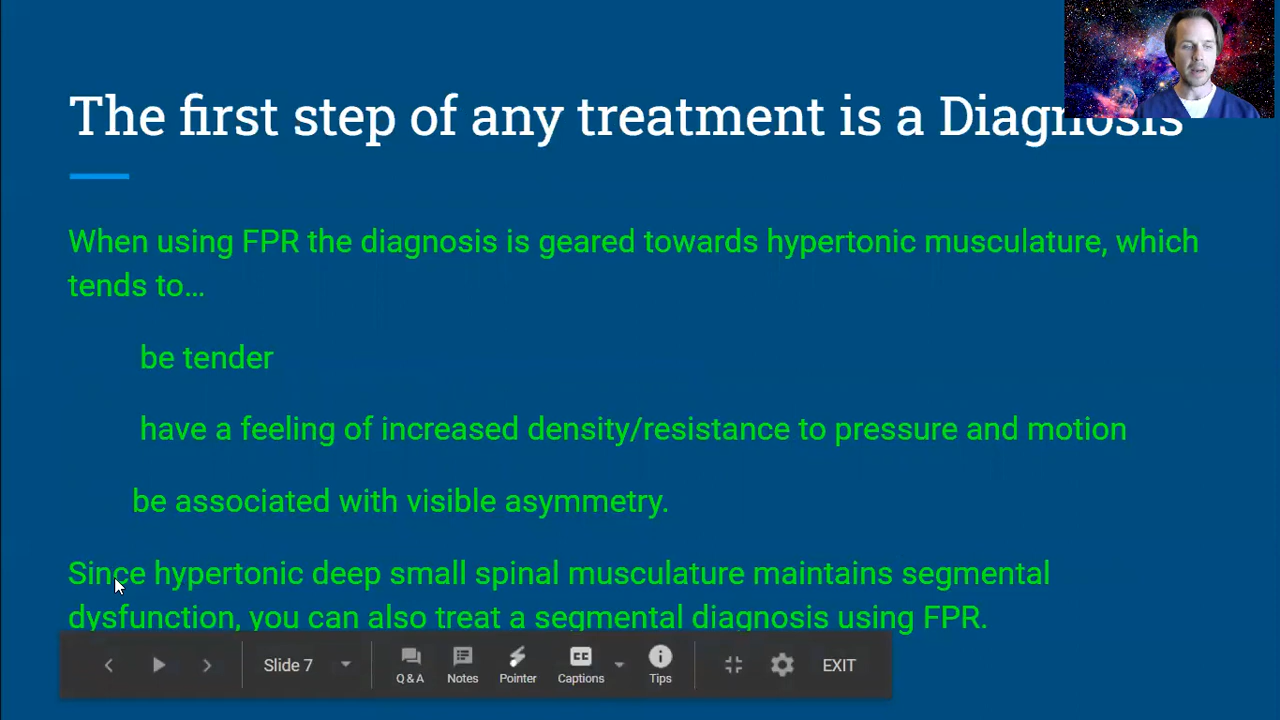 The first step of any treatment is a Diagnosis
When using FPR the diagnosis is geared towards hypertonic musculature, which
tends to…
be tender
have a feeling of increased density/resistance to pressure and motion
be associated with visible asymmetry.
Since hypertonic deep small spinal musculature maintains segmental
dysfunction, you can also treat a segmental diagnosis using FPR.
Slide 7
Q & A
Notes
Pointer
CC
Captions
Tips
EXIT